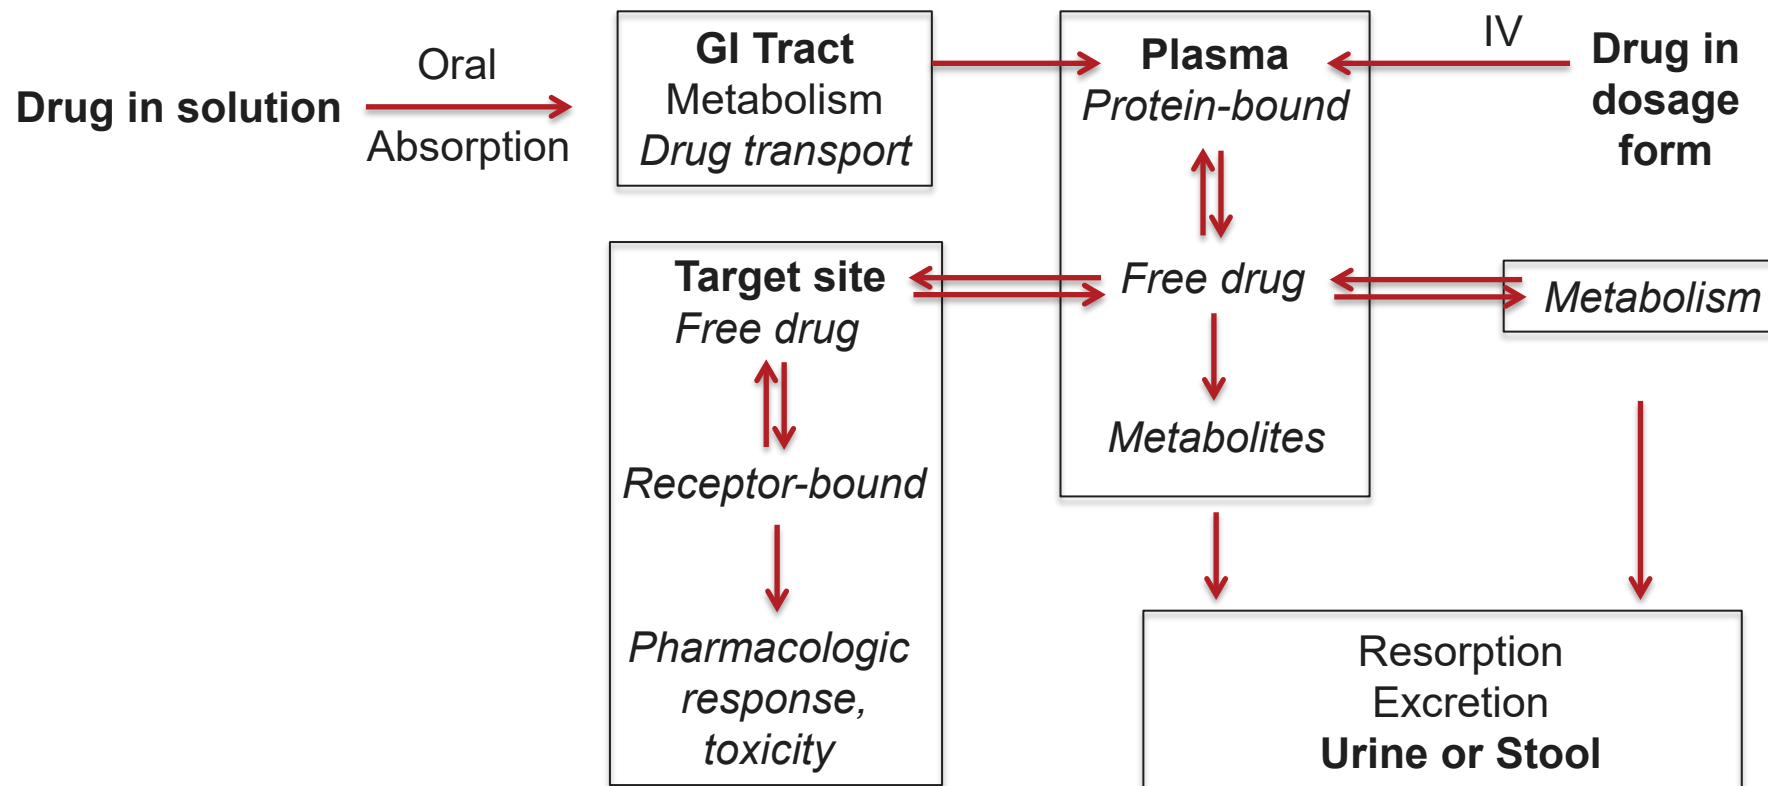 Drug in solution
Oral
Absorption
GI Tract
Metabolism
Drug transport
Plasma
Protein-bound
Free drug
Metabolites
IV
Drug in
dosage
form
Target site
Free drug
Receptor-bound
Pharmacologic
response,
toxicity
Metabolism
Resorption
Excretion
Urine or Stool